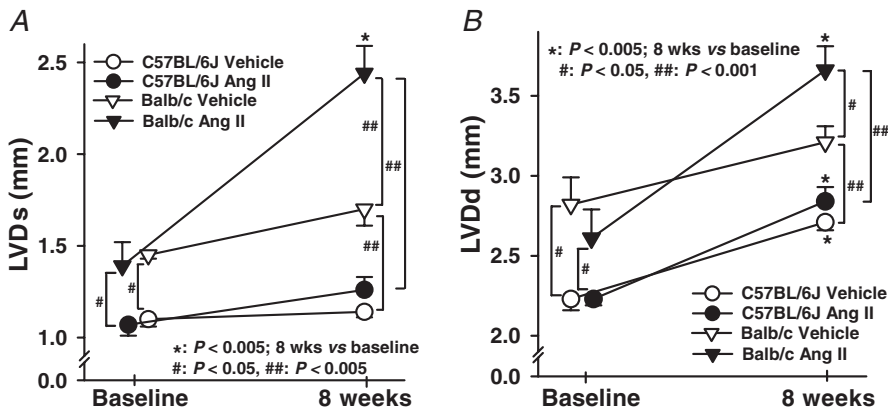 A
LVDs (mm)
2.5
2.0
1.5
1.0
0.0
C57BL/6J Vehicle
C57BL/6J Ang II
Balb/c Vehicle
Balb/c Ang II
*
##
##
##
#
#
*: P < 0.005; 8 wks vs baseline
#: P < 0.05, ##: P < 0.005
Baseline
8 weeks
B
LVDd (mm)
3.5
3.0
2.5
2.0
0.0
*: P < 0.005; 8 wks vs baseline
#: P < 0.05, ##: P < 0.001
*
#
##
*
##
*
#
#
C57BL/6J Vehicle
C57BL/6J Ang II
Balb/c Vehicle
Balb/c Ang II
Baseline
8 weeks